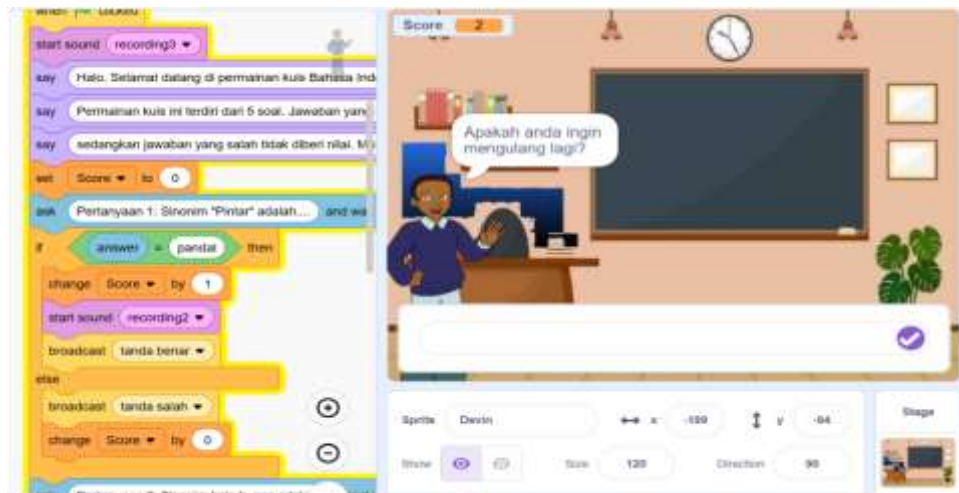 when clicked
start sound recording3
say Halo. Selamat datang di permainan kuis Bahasa Ind
say Permainan kuis ini terdiri dari 5 soal. Jawaban yan
say sedangkan jawaban yang salah tidak diberi nilai.
set Score to 0
ask Pertanyaan 1: Sinonim "Pintar" adalah.... and wa
if answer = pandai then
change Score by 1
start sound recording2
broadcast tanda benar
else
broadcast tanda salah
change Score by 0
Score 2
Apakah anda ingin
mengulang lagi?
Sprite Devin x -159 y -94
Show Size 120 Direction 90
Stage